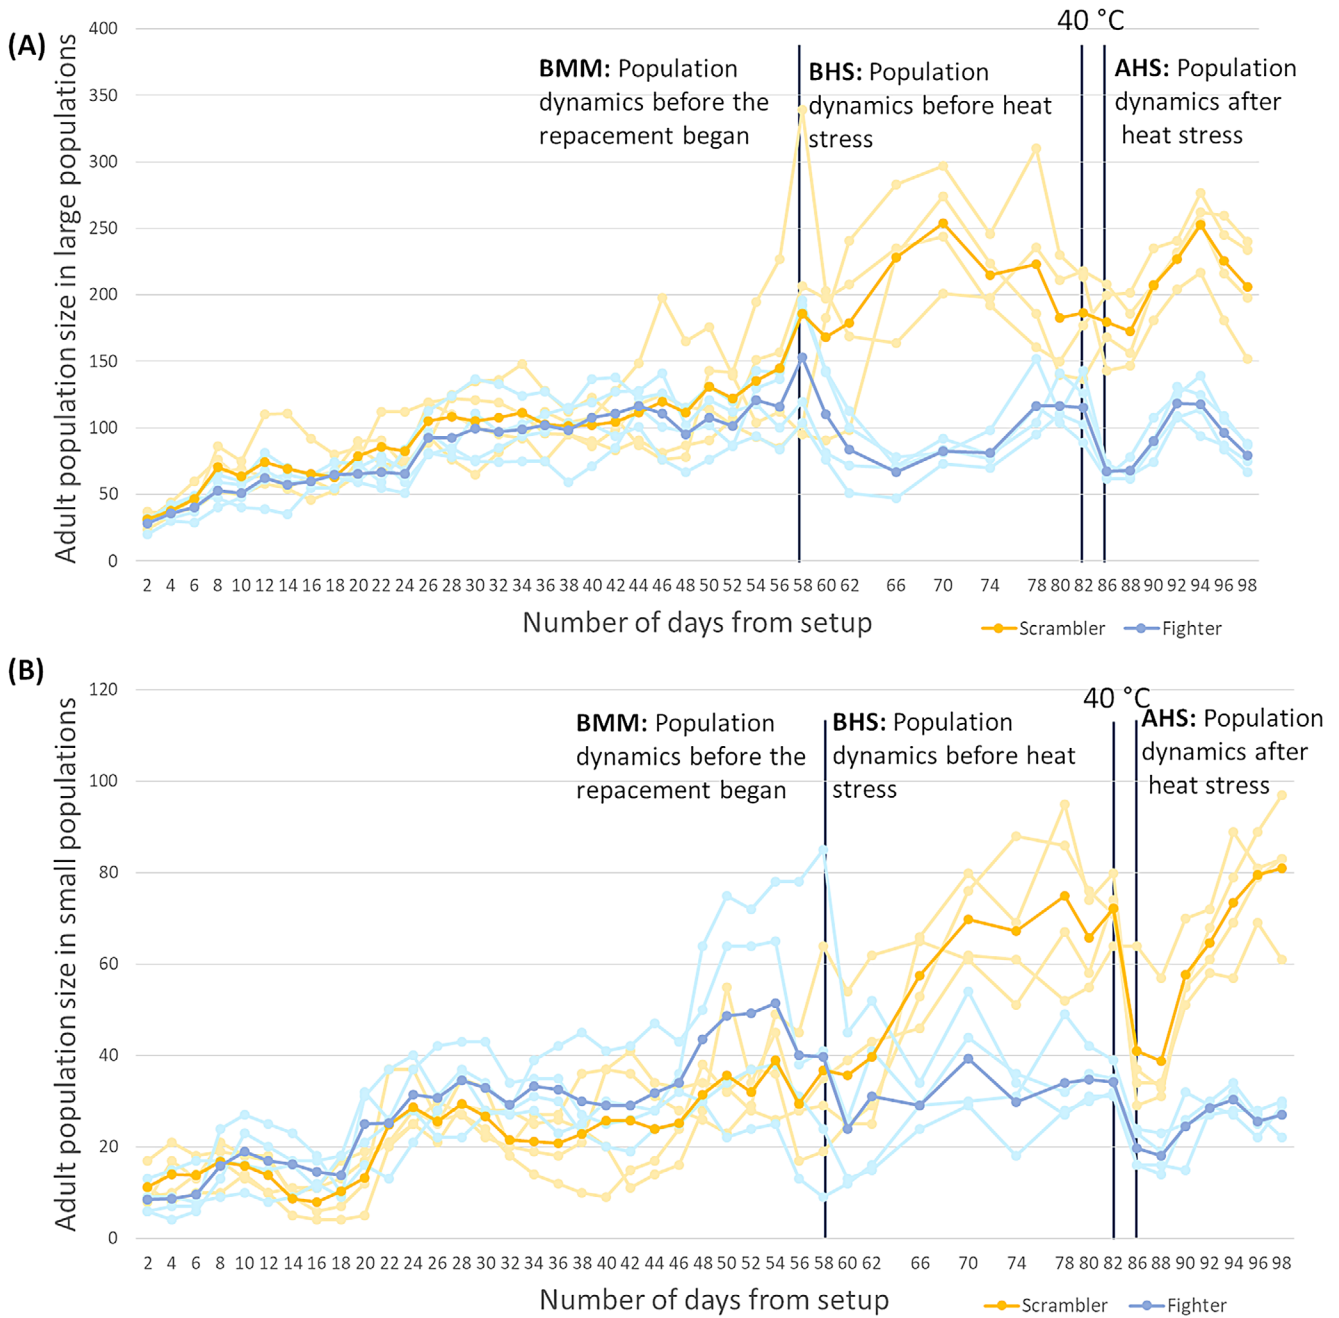 (A)
40 °C
BMM: Population
dynamics before the
repacement began
BHS: Population
dynamics before heat
stress
AHS: Population
dynamics after
heat stress
Adult population size in large populations
400
350
300
250
200
150
100
50
0
2 4 6 8 10 12 14 16 18 20 22 24 26 28 30 32 34 36 38 40 42 44 46 48 50 52 54 56 58 60 62 66 70 74 78 80 82 86 88 90 92 94 96 98
Number of days from setup
Scrambler Fighter
(B)
40 °C
BMM: Population
dynamics before the
repacement began
BHS: Population
dynamics before heat
stress
AHS: Population
dynamics after
heat stress
Adult population size in small populations
120
100
80
60
40
20
0
2 4 6 8 10 12 14 16 18 20 22 24 26 28 30 32 34 36 38 40 42 44 46 48 50 52 54 56 58 60 62 66 70 74 78 80 82 86 88 90 92 94 96 98
Number of days from setup
Scrambler Fighter